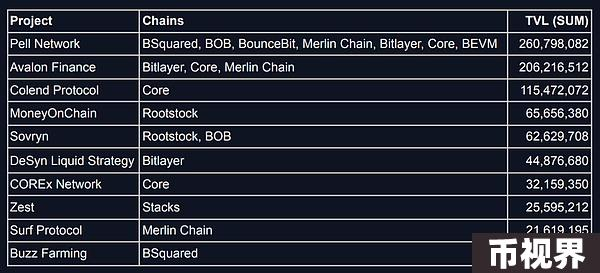 Project Chains TVL (SUM)
Pell Network BSquared, BOB, BounceBit, Merlin Chain, Bitlayer, Core, BEVM 260,798,082
Avalon Finance Bitlayer, Core, Merlin Chain 206,216,512
Colend Protocol Core 115,472,072
MoneyOnChain Rootstock 65,656,380
Sovryn Rootstock, BOB 62,629,708
DeSyn Liquid Strategy Bitlayer 44,876,680
COREx Network Core 32,159,350
Zest Stacks 25,595,212
Surf Protocol Merlin Chain 21,619,195
Buzz Farming BSquared
币视界